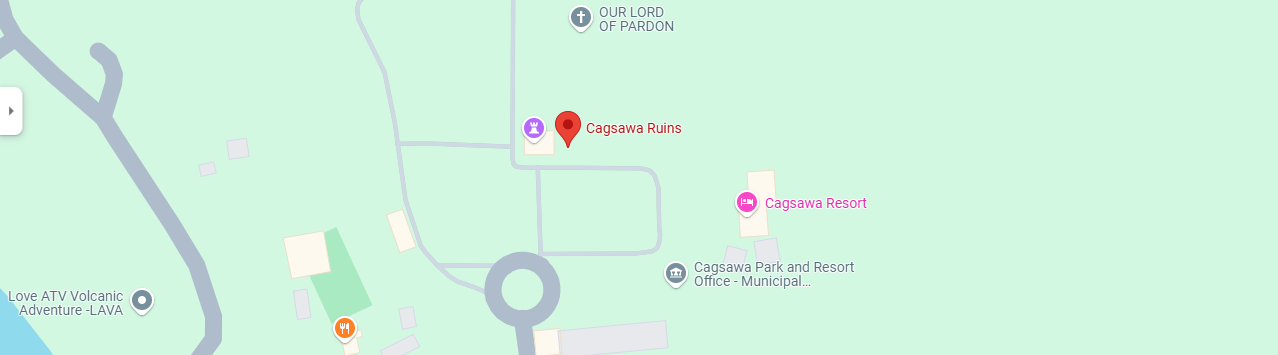 OUR LORD
OF PARDON
Cagsawa Ruins
Cagsawa Resort
Cagsawa Park and Resort
Office - Municipal...
Love ATV Volcanic
Adventure -LAVA